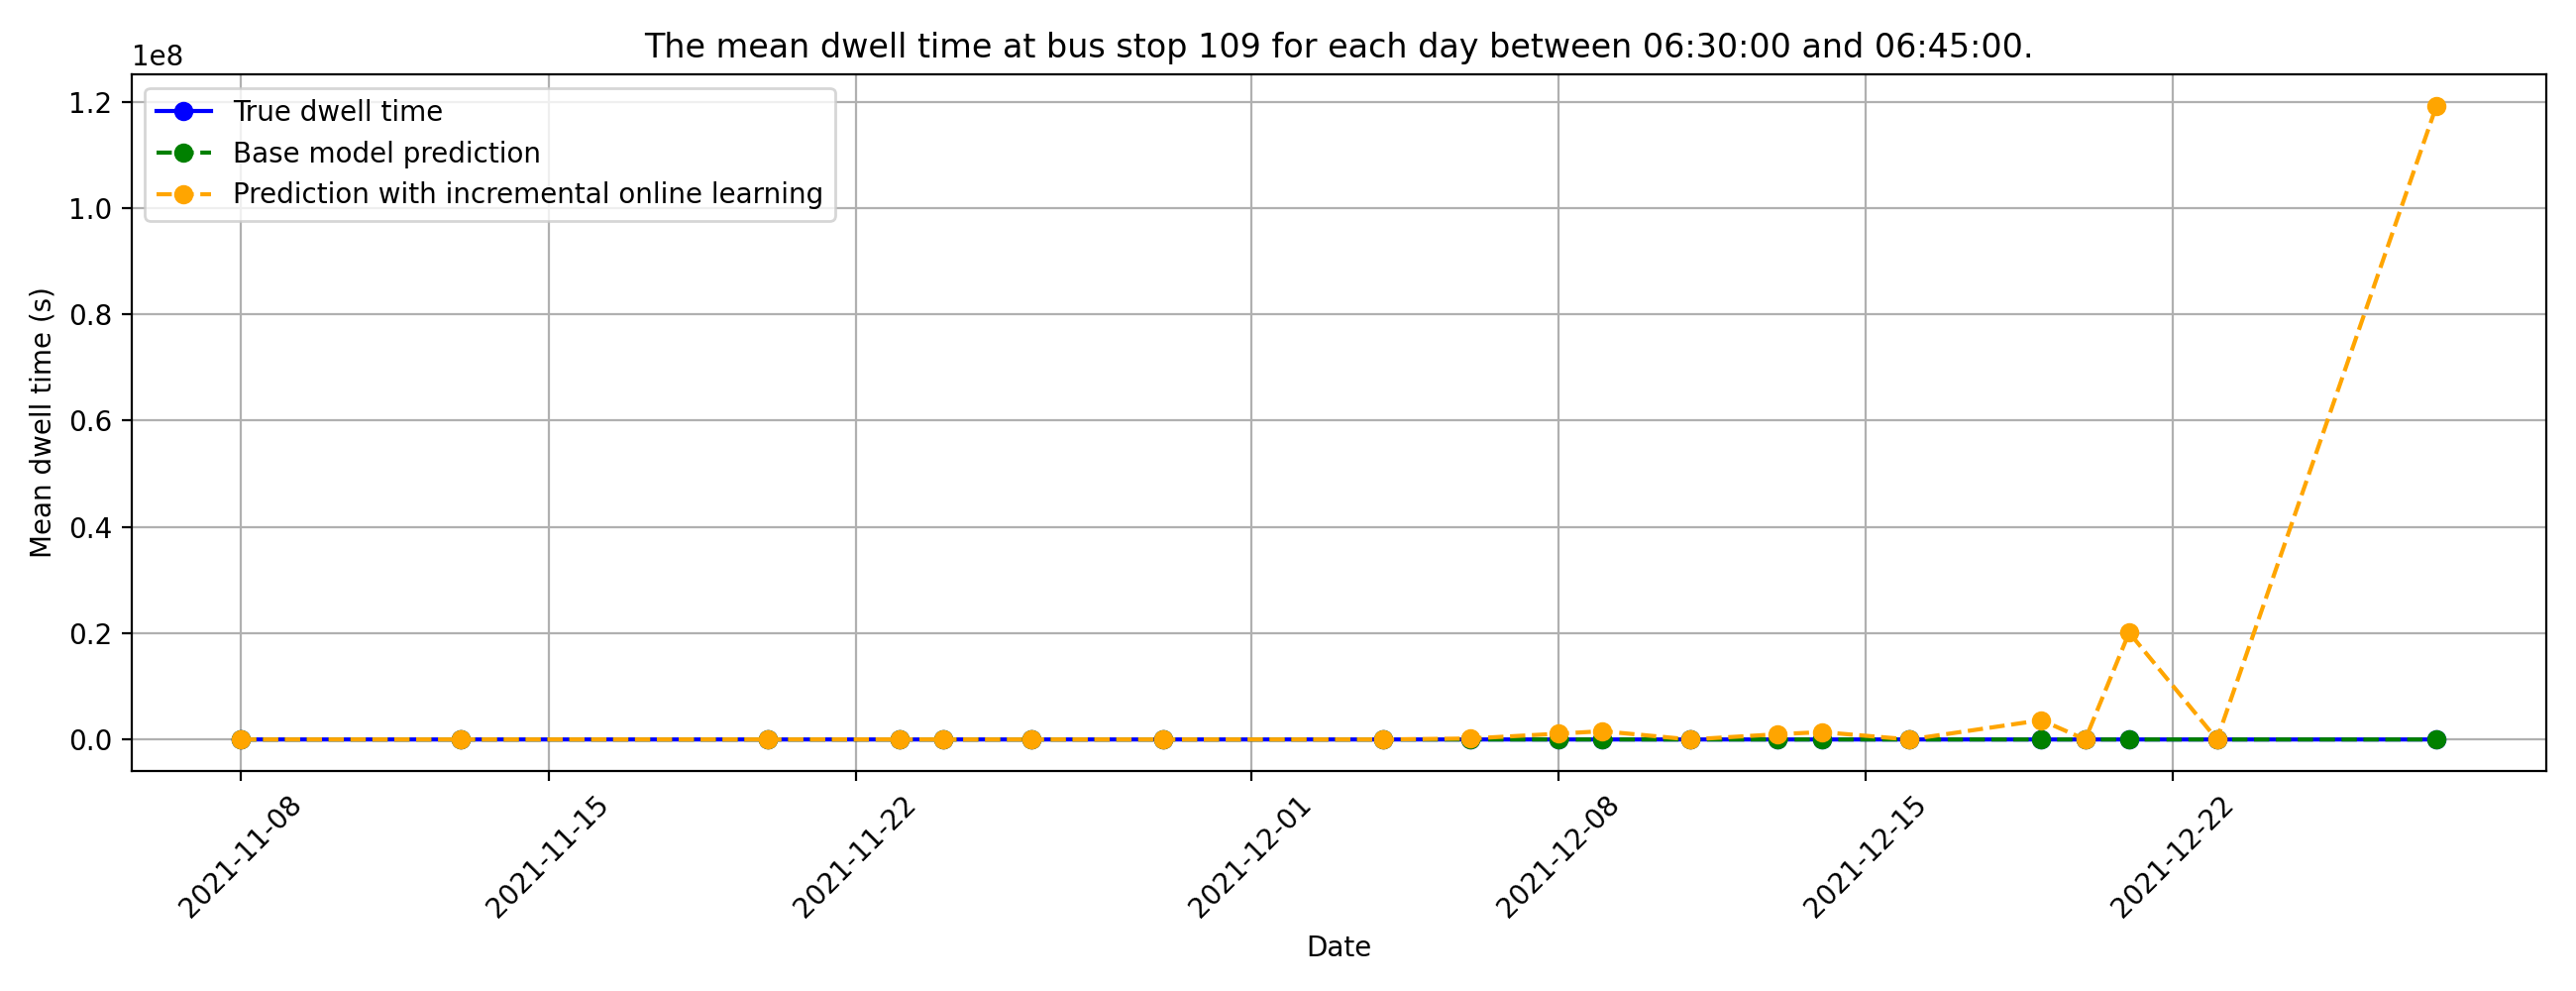 The mean dwell time at bus stop 109 for each day between 06:30:00 and 06:45:00.
1e8
True dwell time
Base model prediction
Prediction with incremental online learning
1.2
1.0
0.8
0.6
0.4
0.2
0.0
Mean dwell time (s)
2021-11-08
2021-11-15
2021-11-22
2021-12-01
2021-12-08
2021-12-15
2021-12-22
Date